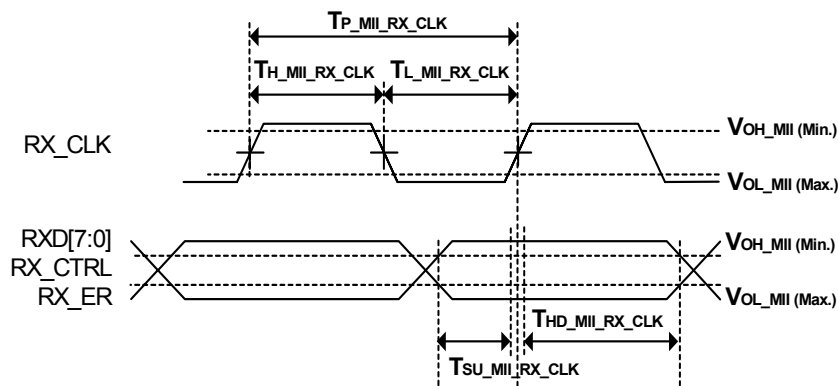 TP_MII_RX_CLK
TH_MII_RX_CLK TL_MII_RX_CLK
RX_CLK
VOH_MII (Min.)
VOL_MII (Max.)
RXD[7:0]
RX_CTRL
RX_ER
VOH_MII (Min.)
VOL_MII (Max.)
THD_MII_RX_CLK
TSU_MII_RX_CLK